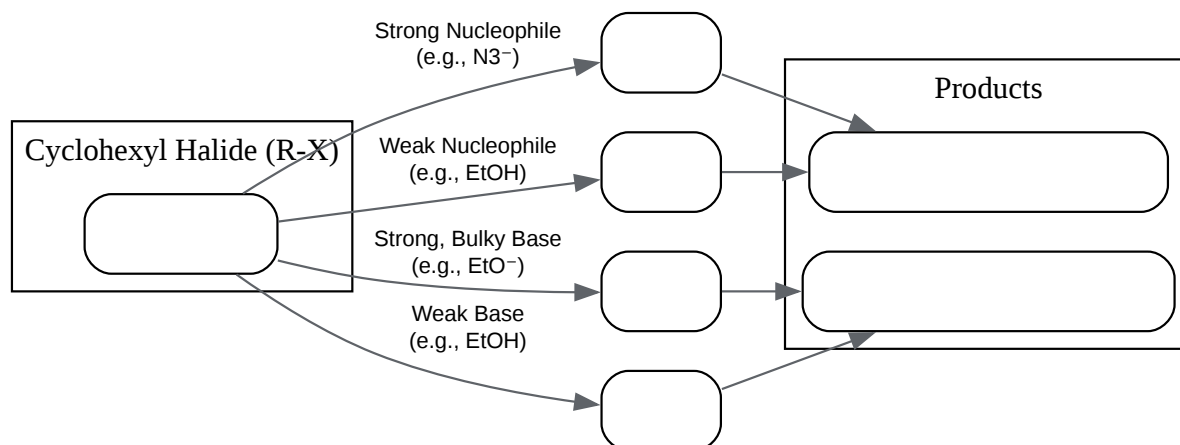 Cyclohexyl Halide (R-X)
Strong Nucleophile
(e.g., N3⁻)
Weak Nucleophile
(e.g., EtOH)
Strong, Bulky Base
(e.g., EtO⁻)
Weak Base
(e.g., EtOH)
Products